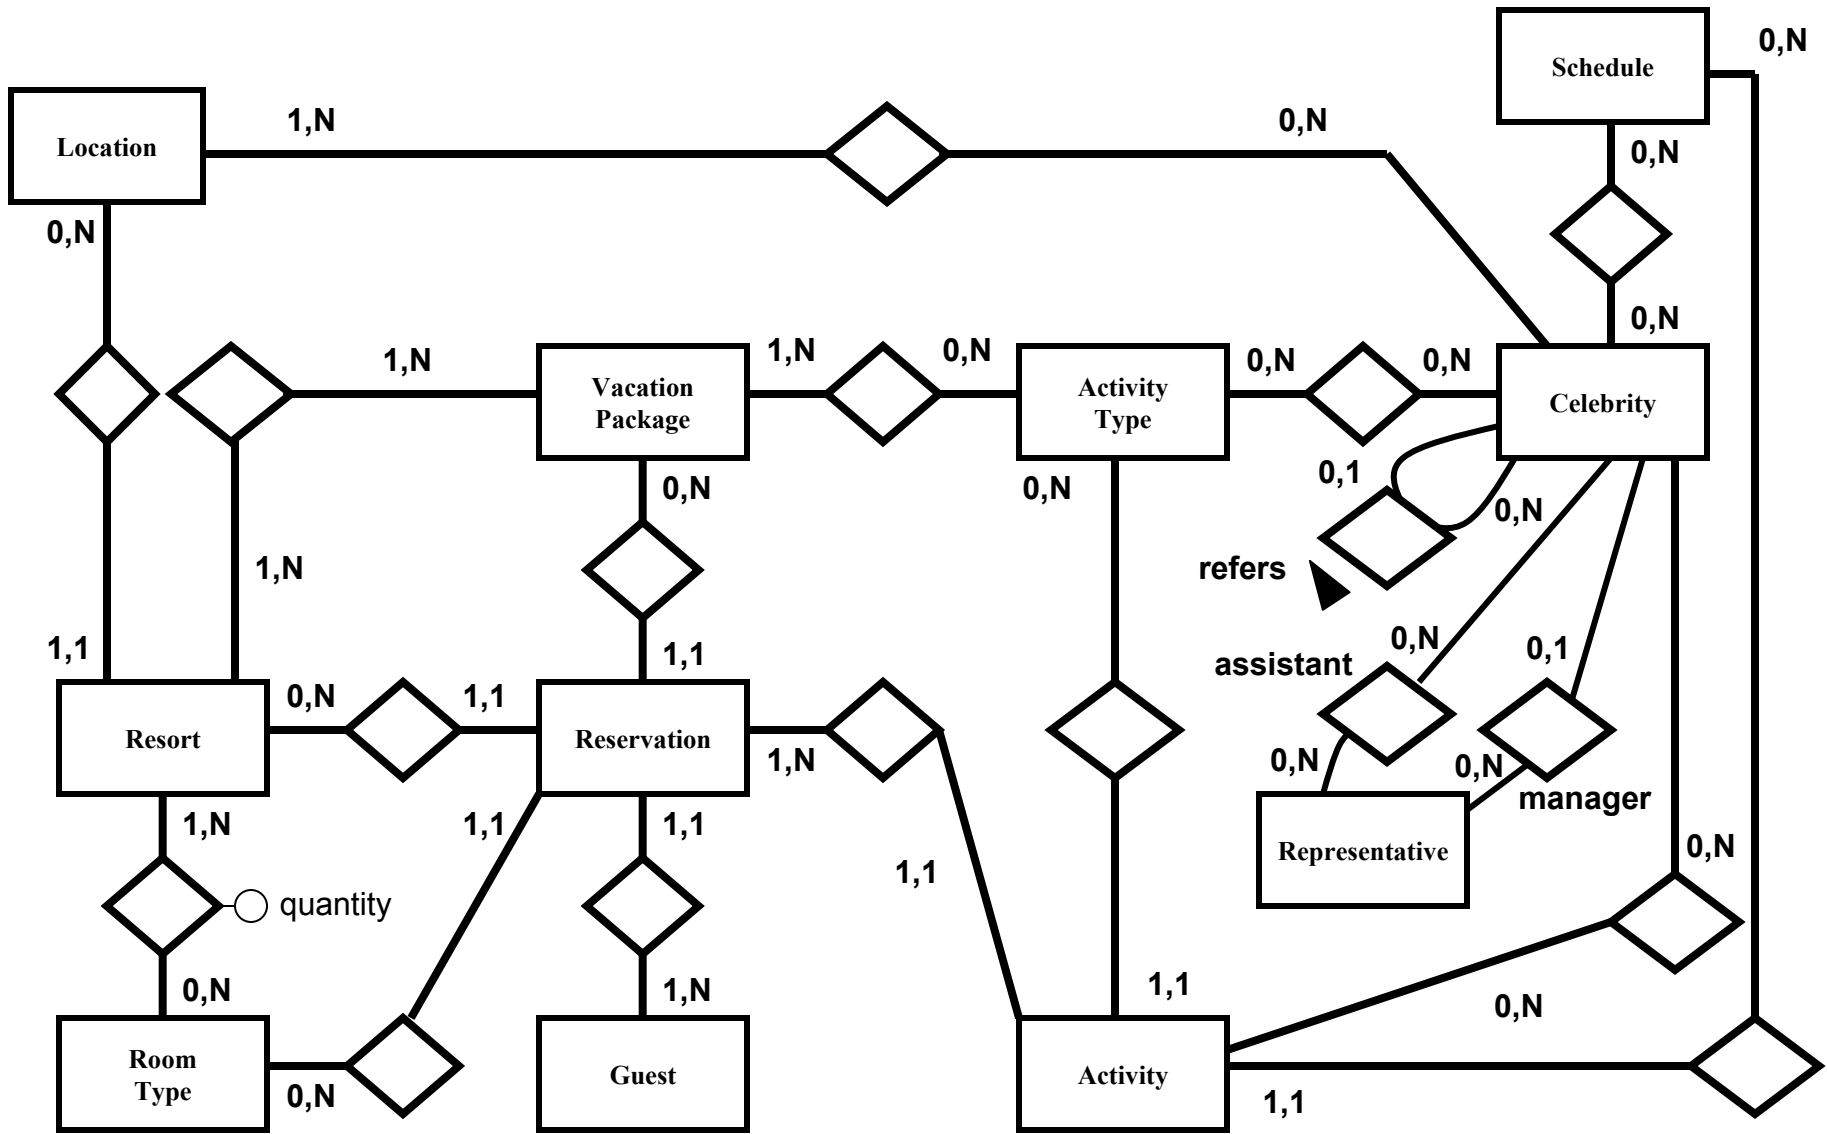 0,N
Schedule
1,N
0,N
Location
0,N
0,N
0,N
1,N
1,N
0,N
0,N
0,N
Vacation
Package
Activity
Type
Celebrity
0,1
0,N
0,N
0,N
1,N
refers
1,1
1,1
0,N
0,1
assistant
0,N
1,1
Resort
Reservation
1,N
0,N
0,N
manager
1,N
1,1
1,1
1,1
Representative
0,N
quantity
0,N
1,N
1,1
0,N
Room
Type
0,N
Guest
Activity
1,1